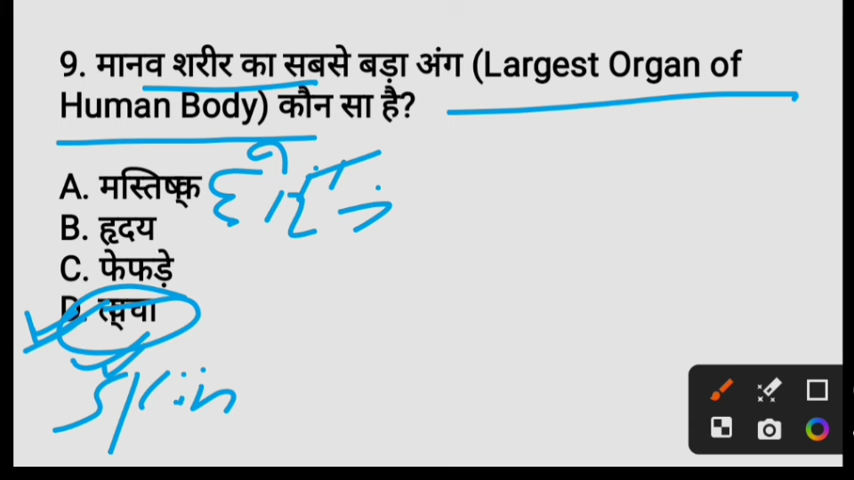 9. मानव शरीर का सबसे बड़ा अंग (Largest Organ of
Human Body) कौन सा है?
A. मस्तिष्क
B. हृदय
C. फेफड़े
D. त्वचा
Skin